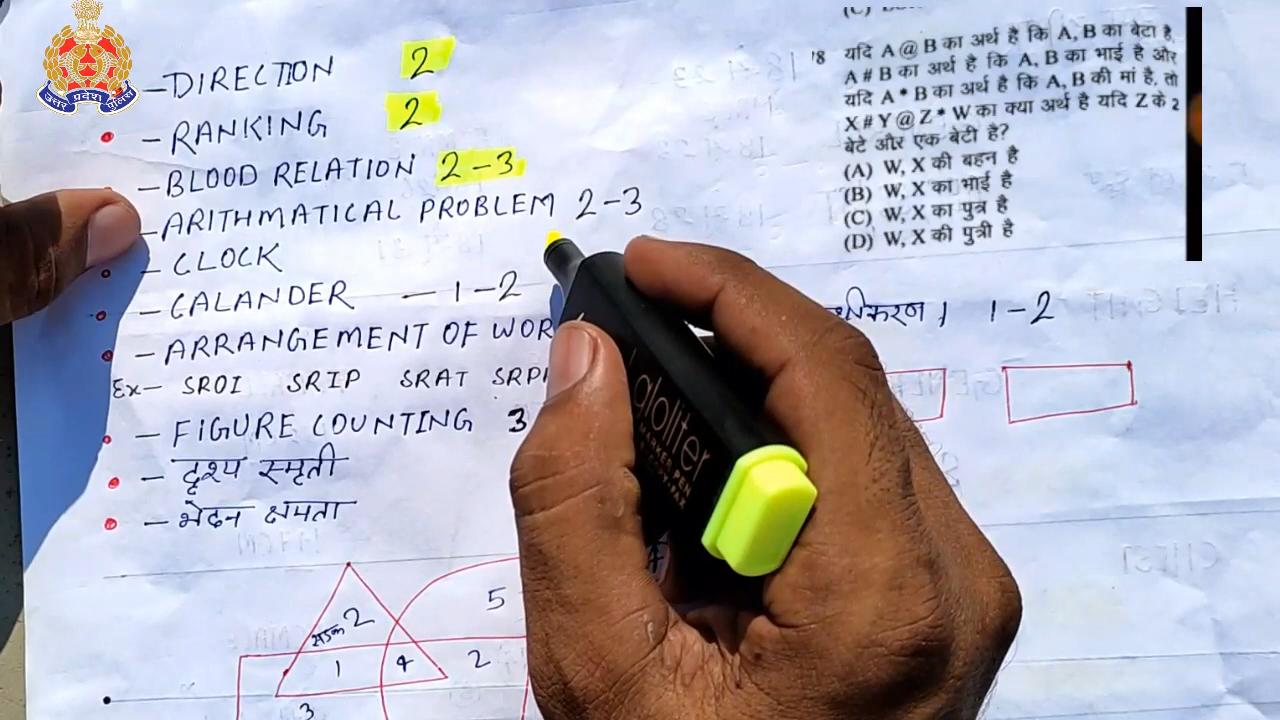 उत्तर प्रदेश पुलिस
– DIRECTION 2
– RANKING 2
– BLOOD RELATION 2-3
– ARITHMATICAL PROBLEM 2-3
– CLOCK
– CALANDER – 1-2
– ARRANGEMENT OF WOR
1-2
Ex- SROI SRIP SRAT SRP
– FIGURE COUNTING 3
– दृश्य स्मृती
– भेदन क्षमता
5
2
1 4 2
3
18 यदि A @ B का अर्थ है कि A, B का बेटा है,
A # B का अर्थ है कि A, B का भाई है और
यदि A * B का अर्थ है कि A, B की मां है, तो
X # Y @ Z * W का क्या अर्थ है यदि Z के 2
बेटे और एक बेटी है?
(A) W, X की बहन है
(B) W, X का भाई है
(C) W, X का पुत्र है
(D) W, X की पुत्री है